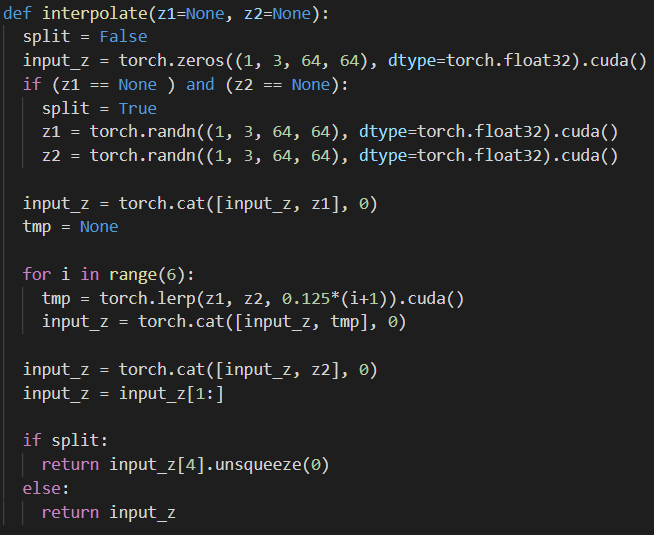 def interpolate(z1=None, z2=None):
  split = False
  input_z = torch.zeros((1, 3, 64, 64), dtype=torch.float32).cuda()
  if (z1 == None ) and (z2 == None):
    split = True
    z1 = torch.randn((1, 3, 64, 64), dtype=torch.float32).cuda()
    z2 = torch.randn((1, 3, 64, 64), dtype=torch.float32).cuda()

  input_z = torch.cat([input_z, z1], 0)
  tmp = None

  for i in range(6):
    tmp = torch.lerp(z1, z2, 0.125*(i+1)).cuda()
    input_z = torch.cat([input_z, tmp], 0)

  input_z = torch.cat([input_z, z2], 0)
  input_z = input_z[1:]

  if split:
    return input_z[4].unsqueeze(0)
  else:
    return input_z